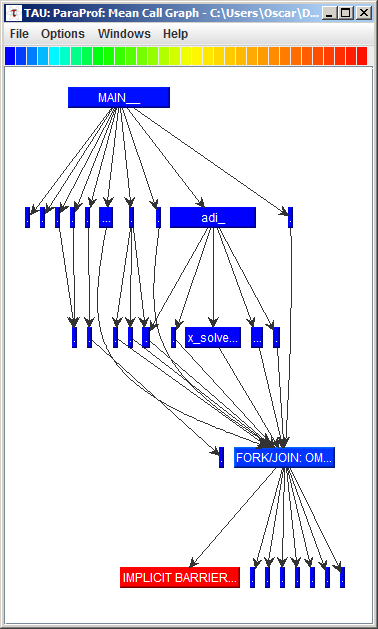 TAU: ParaProf: Mean Call Graph - C:\Users\Oscar\D...
File Options Windows Help
MAIN__
. . . . . ... . . adi_ .
. . . . . . x_solve... ... .
. FORK/JOIN: OM...
IMPLICIT BARRIER... . . . . . . .